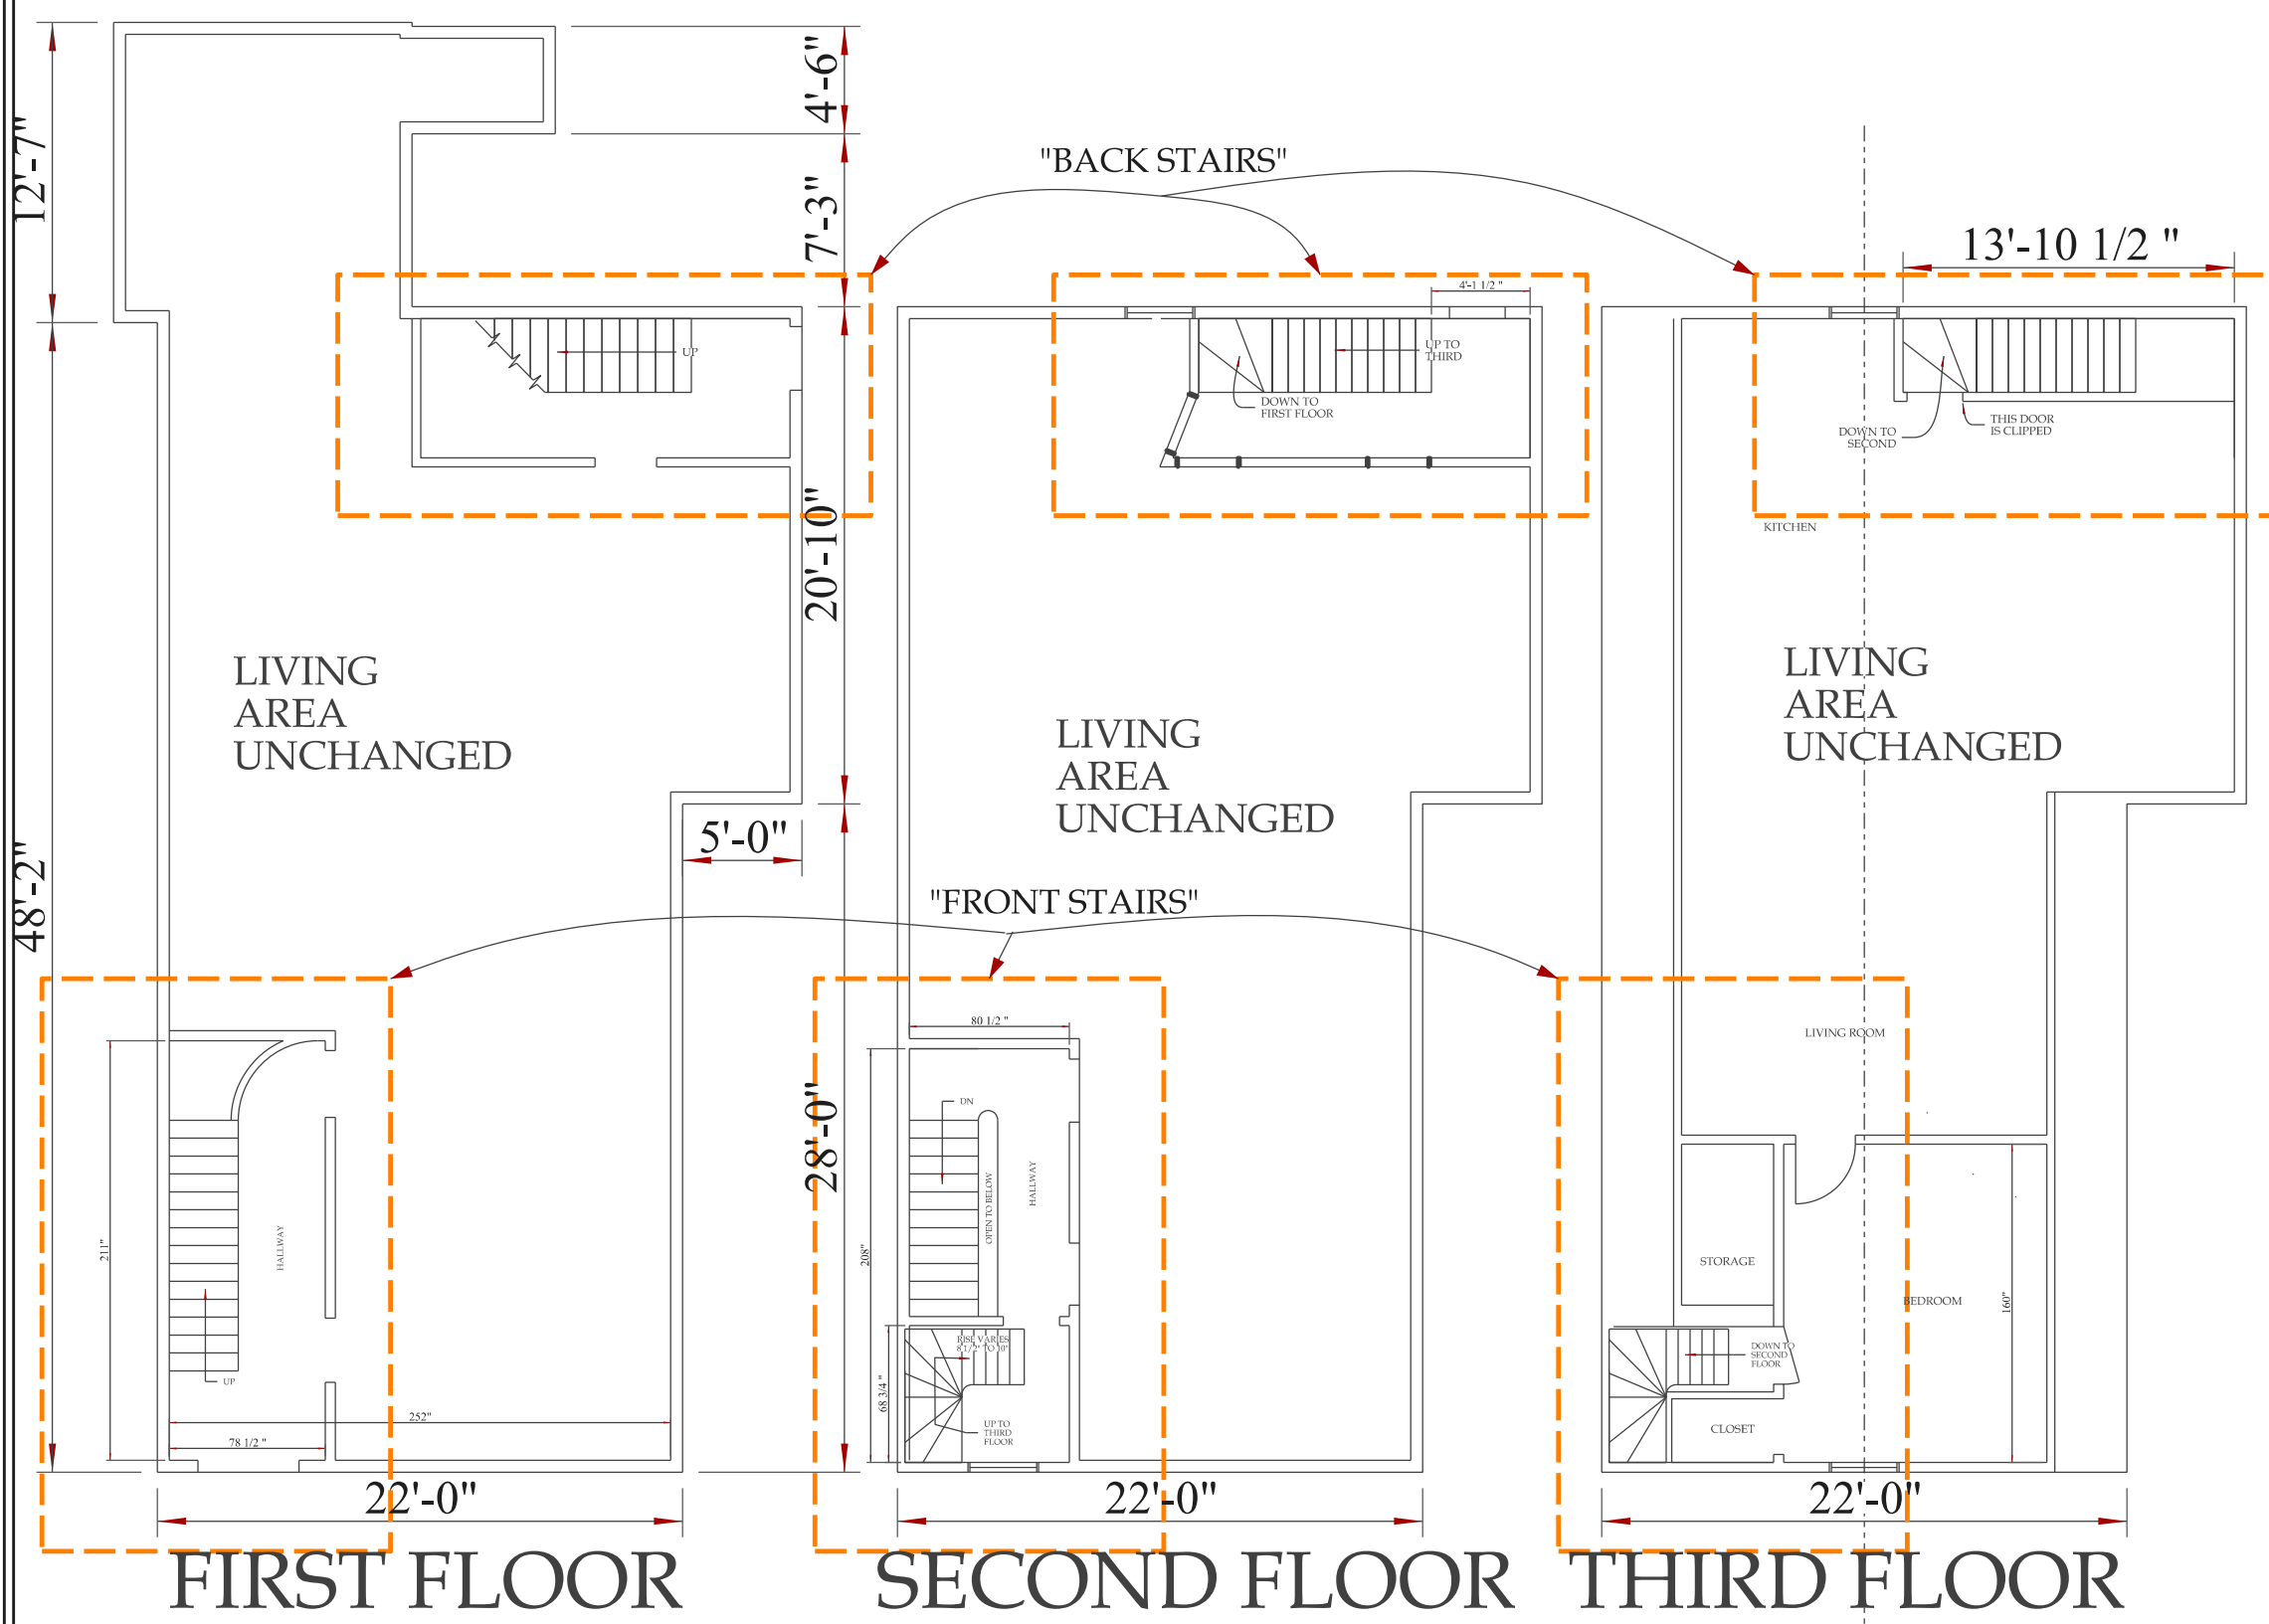 12'-7"
4'-6"
7'-3"
"BACK STAIRS"
13'-10 1/2 "
4'-1 1/2 "
UP
UP TO
THIRD
DOWN TO
FIRST FLOOR
DOWN TO
SECOND
THIS DOOR
IS CLIPPED
KITCHEN
20'-10"
LIVING
AREA
UNCHANGED
LIVING
AREA
UNCHANGED
LIVING
AREA
UNCHANGED
5'-0"
48'-2"
"FRONT STAIRS"
28'-0"
80 1/2 "
LIVING ROOM
DN
OPEN TO BELOW
HALLWAY
HALLWAY
211"
208"
STORAGE
BEDROOM
160"
UP
RISE VARIES
8 1/2" TO 10"
DOWN TO
SECOND
FLOOR
68 3/4 "
252"
78 1/2 "
UP TO
THIRD
FLOOR
CLOSET
22'-0"
22'-0"
22'-0"
FIRST FLOOR
SECOND FLOOR
THIRD FLOOR